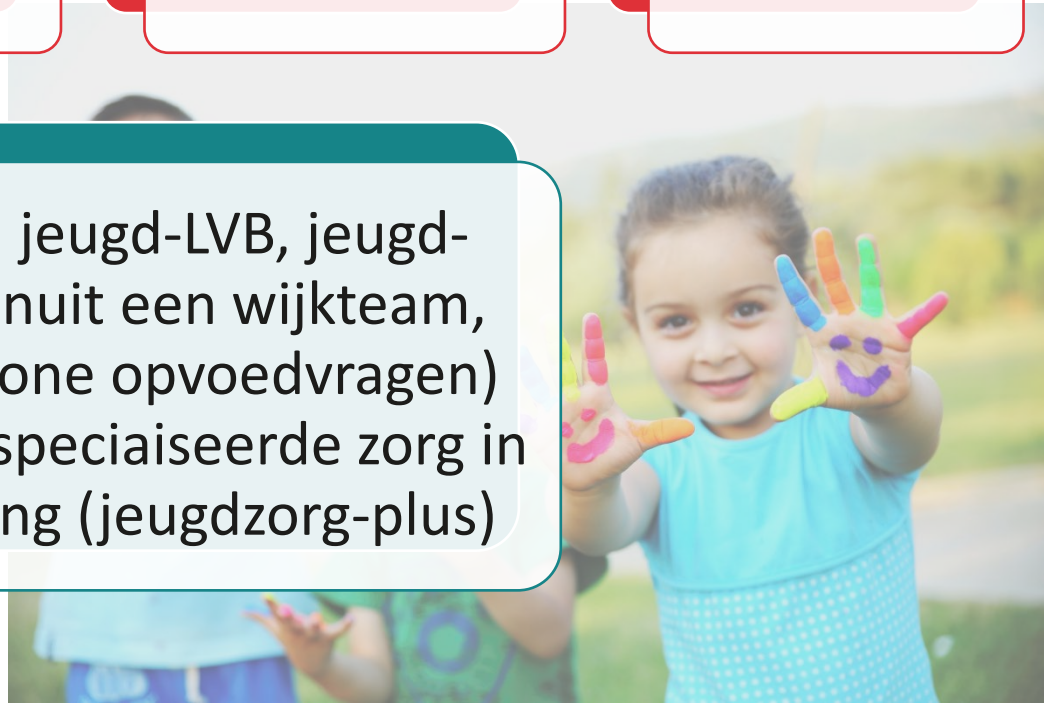 jeugd-LVB, jeugd-
nuit een wijkteam,
one opvoedvragen)
speciaiseerde zorg in
ng (jeugdzorg-plus)